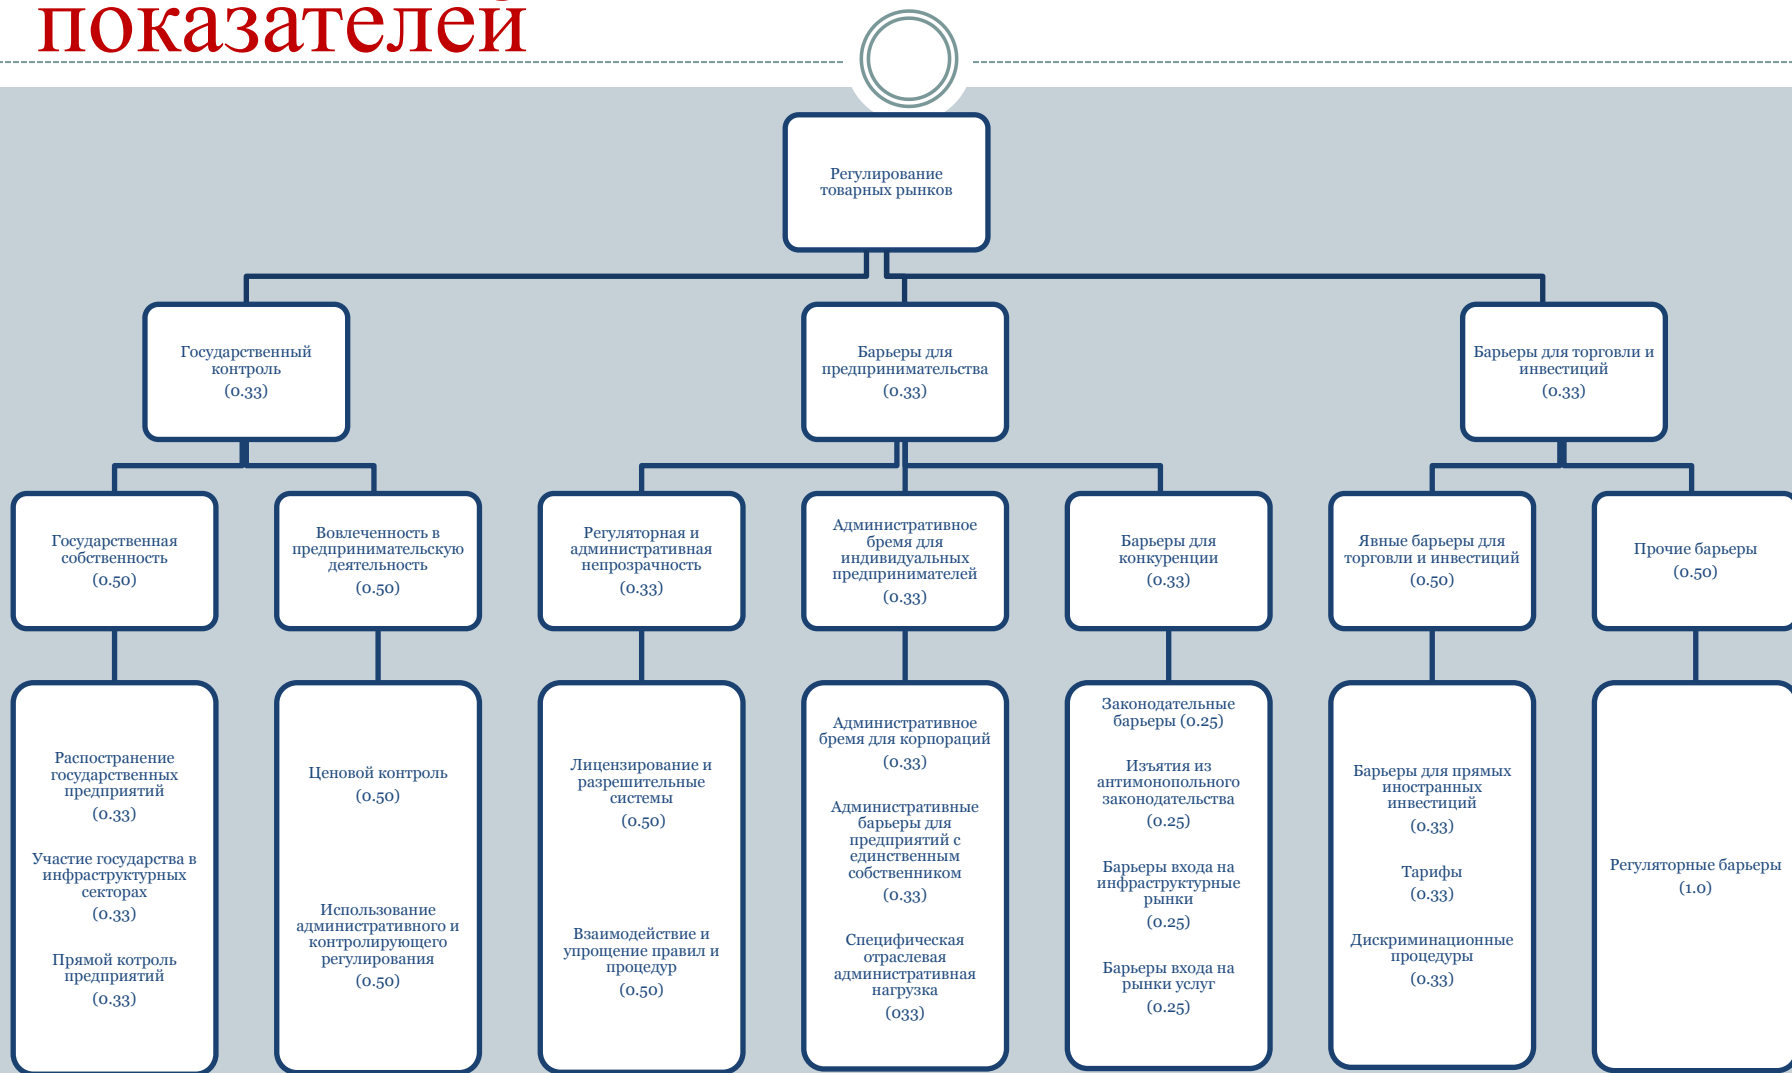 показателей
Регулирование
товарных рынков
Государственный
контроль
(0.33)
Барьеры для
предпринимательства
(0.33)
Барьеры для торговли и
инвестиций
(0.33)
Государственная
собственность
(0.50)
Вовлеченность в
предпринимательскую
деятельность
(0.50)
Регуляторная и
административная
непрозрачность
(0.33)
Административное
бремя для
индивидуальных
предпринимателей
(0.33)
Барьеры для
конкуренции
(0.33)
Явные барьеры для
торговли и инвестиций
(0.50)
Прочие барьеры
(0.50)
Распостранение
государственных
предприятий
(0.33)
Участие государства в
инфраструктурных
секторах
(0.33)
Прямой котроль
предприятий
(0.33)
Ценовой контроль
(0.50)
Использование
административного и
контролирующего
регулирования
(0.50)
Лицензирование и
разрешительные
системы
(0.50)
Взаимодействие и
упрощение правил и
процедур
(0.50)
Административное
бремя для корпораций
(0.33)
Административные
барьеры для
предприятий с
единственным
собственником
(0.33)
Специфическая
отраслевая
административная
нагрузка
(033)
Законодательные
барьеры (0.25)
Изъятия из
антимонопольного
законодательства
(0.25)
Барьеры входа на
инфраструктурные
рынки
(0.25)
Барьеры входа на
рынки услуг
(0.25)
Барьеры для прямых
иностранных
инвестиций
(0.33)
Тарифы
(0.33)
Дискриминационные
процедуры
(0.33)
Регуляторные барьеры
(1.0)